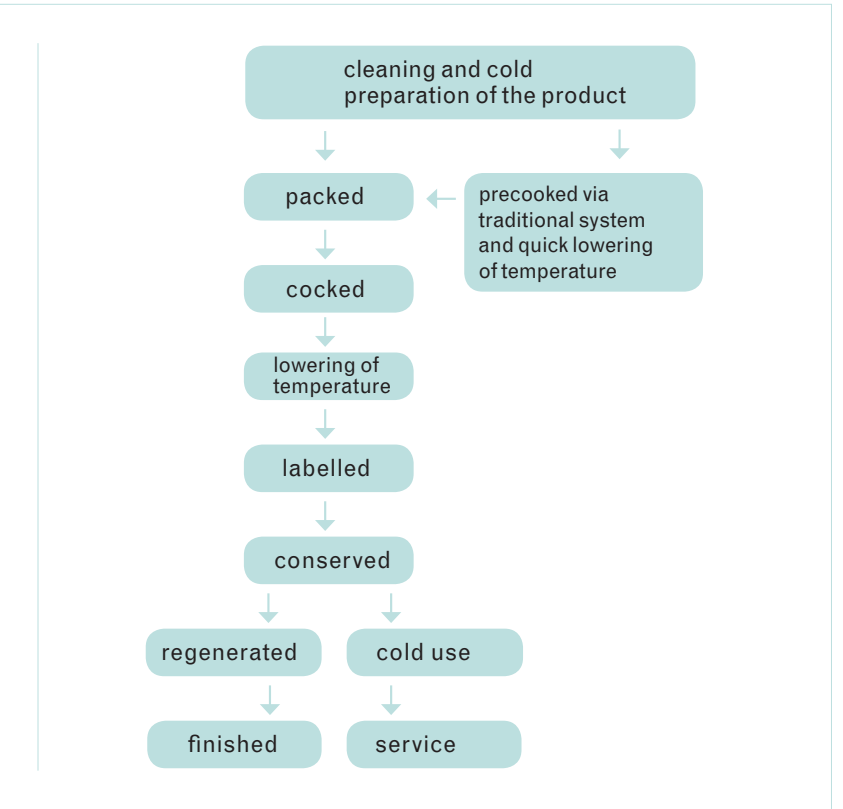 cleaning and cold
preparation of the product
packed
precooked via
traditional system
and quick lowering
of temperature
cocked
lowering of
temperature
labelled
conserved
regenerated
cold use
finished
service